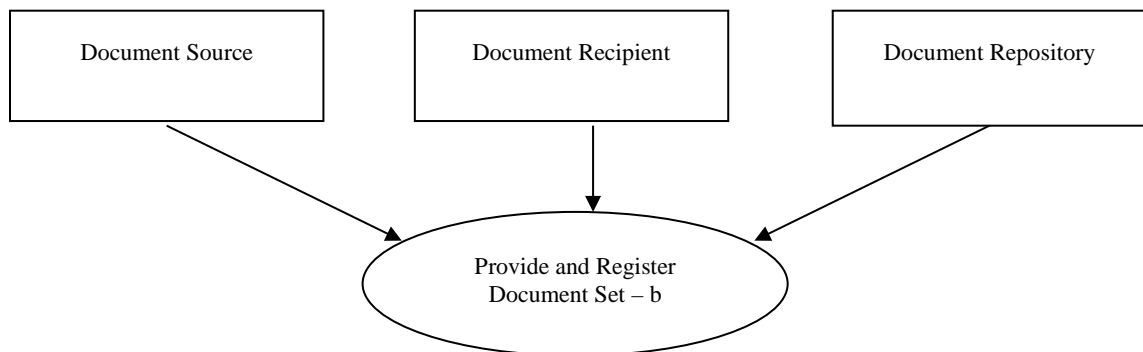 Document Source
Document Recipient
Document Repository
Provide and Register
Document Set – b